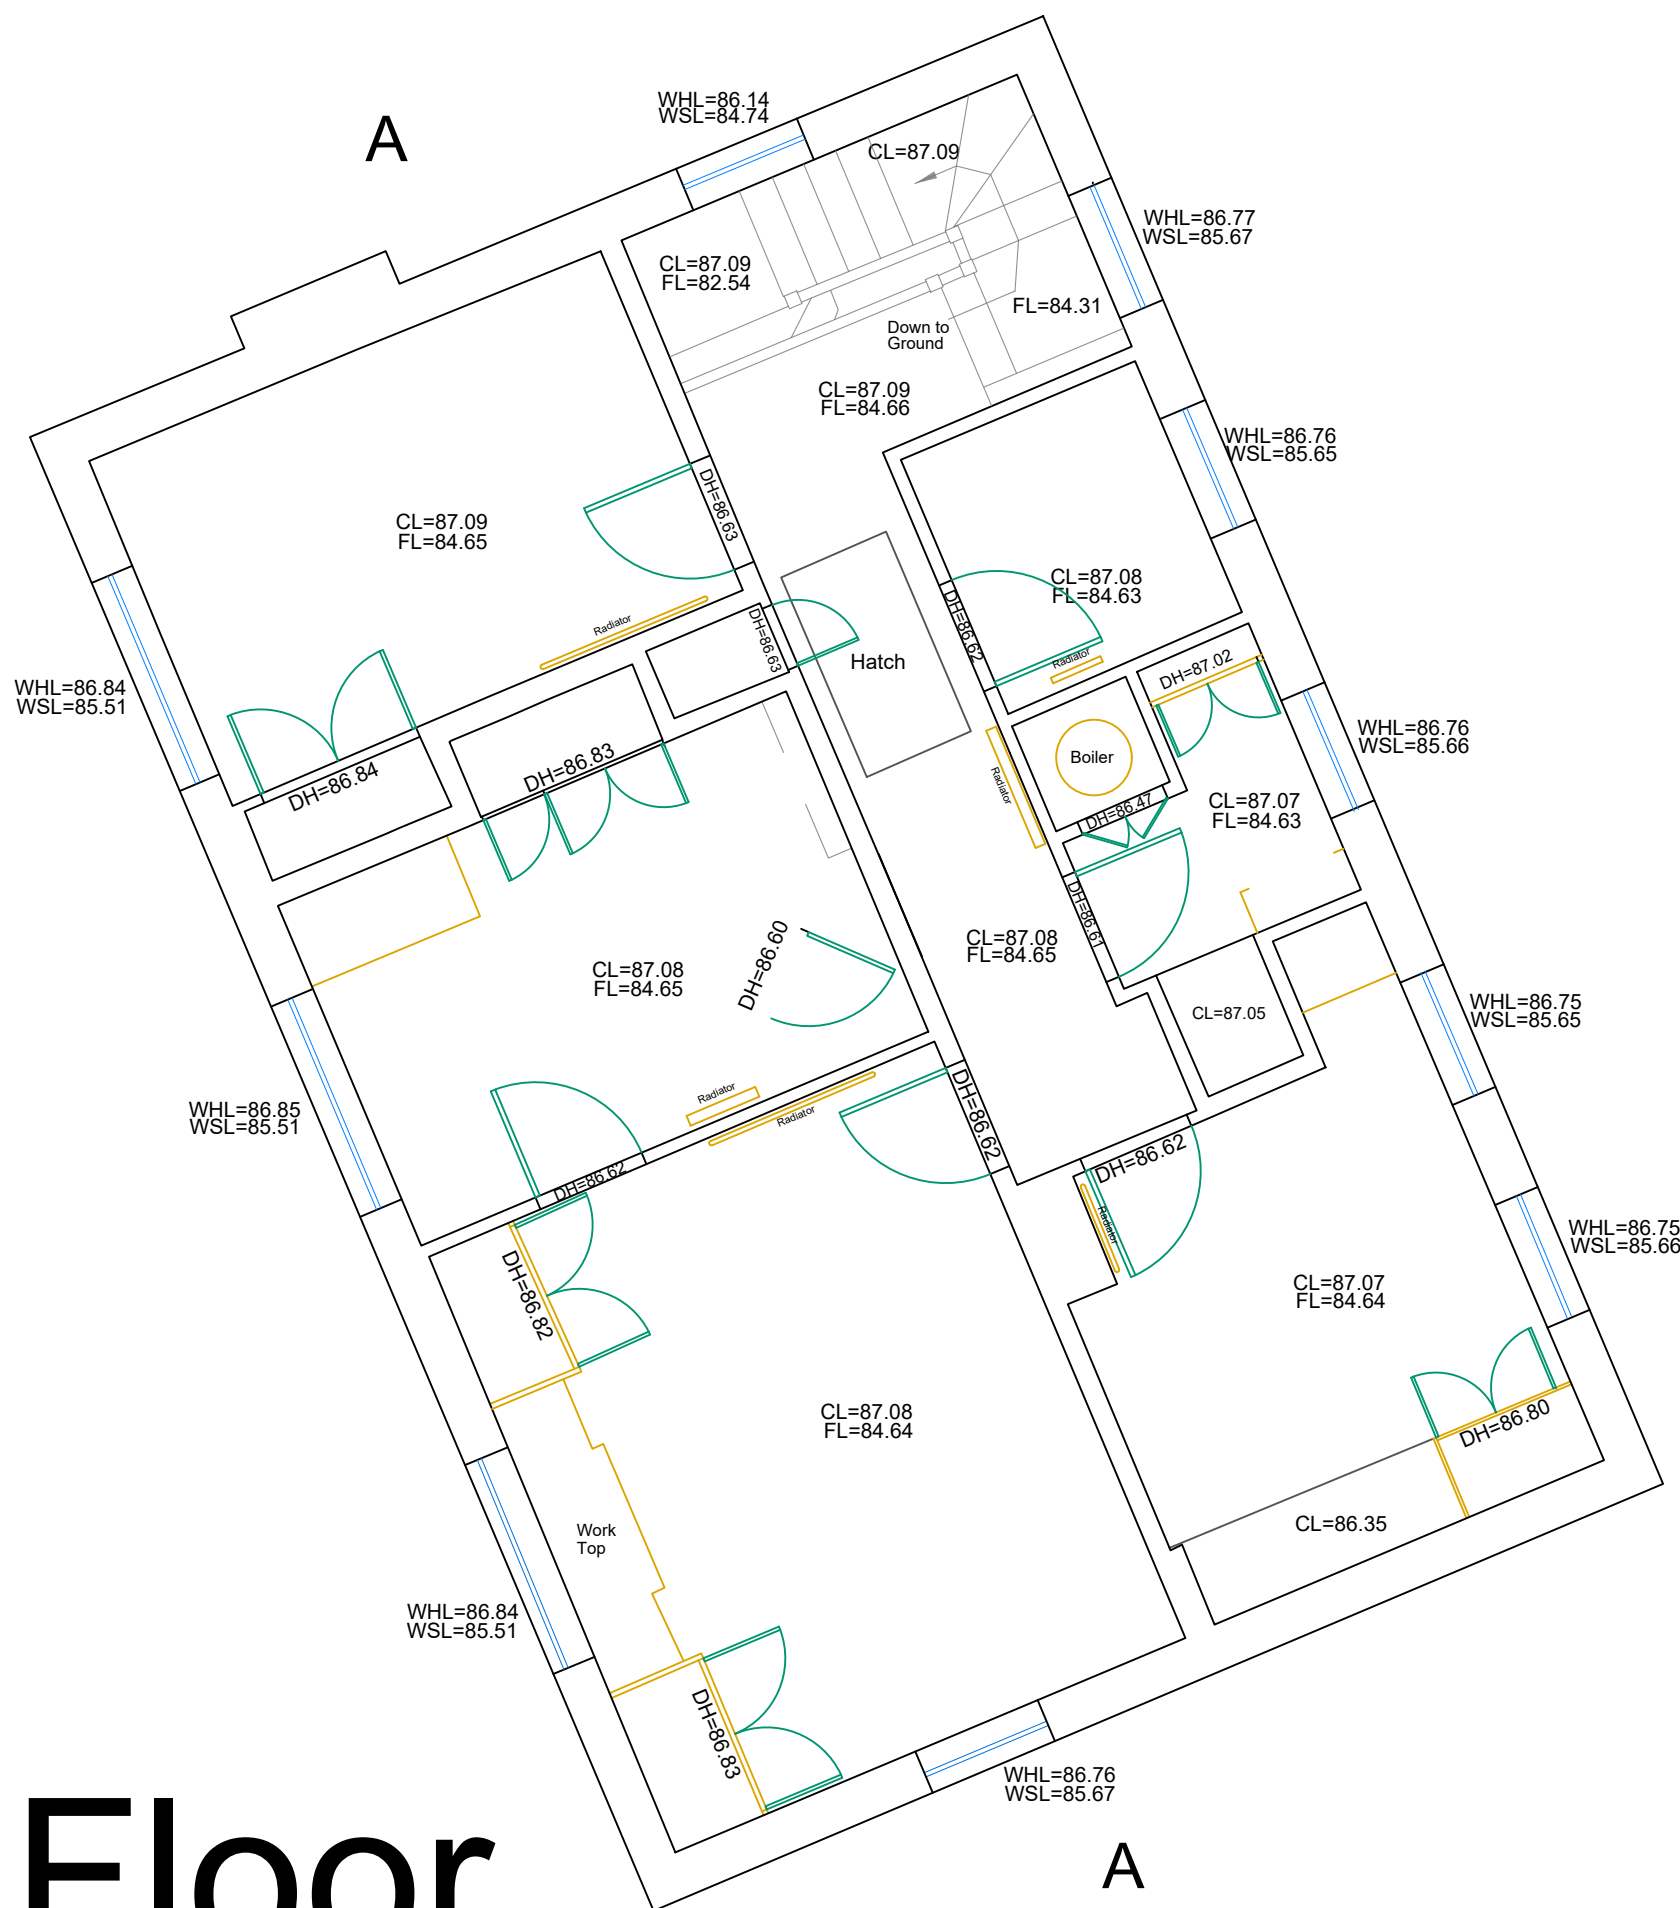 WHL=86.14
WSL=84.74
A
CL=87.09
WHL=86.77
WSL=85.67
CL=87.09
FL=82.54
FL=84.31
Down to
Ground
CL=87.09
FL=84.66
WHL=86.76
WSL=85.65
DH=86.63
CL=87.09
FL=84.65
CL=87.08
FL=84.63
DH=86.62
Radiator
DH=86.63
Hatch
Radiator
DH=87.02
WHL=86.84
WSL=85.51
WHL=86.76
WSL=85.66
DH=86.84
DH=86.83
Boiler
Radiator
DH=86.47
CL=87.07
FL=84.63
DH=86.61
CL=87.08
FL=84.65
DH=86.60
CL=87.08
FL=84.65
CL=87.05
WHL=86.75
WSL=85.65
WHL=86.85
WSL=85.51
Radiator
Radiator
DH=86.62
DH=86.62
DH=86.62
Radiator
WHL=86.75
WSL=85.66
DH=86.82
CL=87.07
FL=84.64
CL=87.08
FL=84.64
DH=86.80
CL=86.35
Work
Top
WHL=86.84
WSL=85.51
DH=86.83
WHL=86.76
WSL=85.67
A
Floor